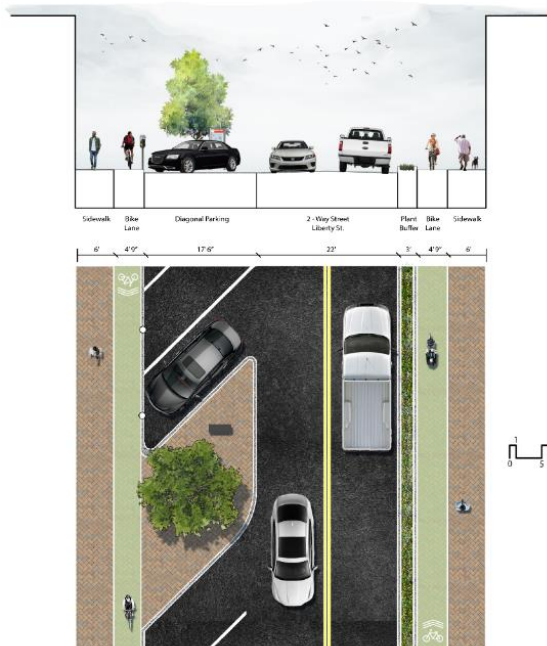 Sidewalk
Bike
Lane
Diagonal Parking
2 - Way Street
Liberty St.
Plant
Buffer
Bike
Lane
Sidewalk
6' 4'9" 17'6" 22' 3' 4'9" 6'
1
0 5